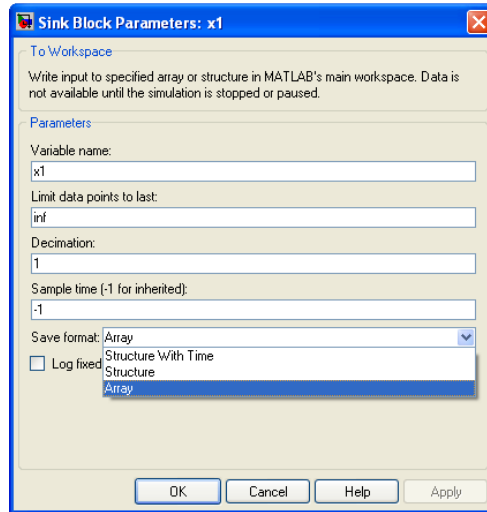 Sink Block Parameters: x1
To Workspace
Write input to specified array or structure in MATLAB's main workspace. Data is
not available until the simulation is stopped or paused.
Parameters
Variable name:
x1
Limit data points to last:
inf
Decimation:
1
Sample time (-1 for inherited):
-1
Save format: Array
Structure With Time
Log fixed
Structure
Array
OK Cancel Help Apply